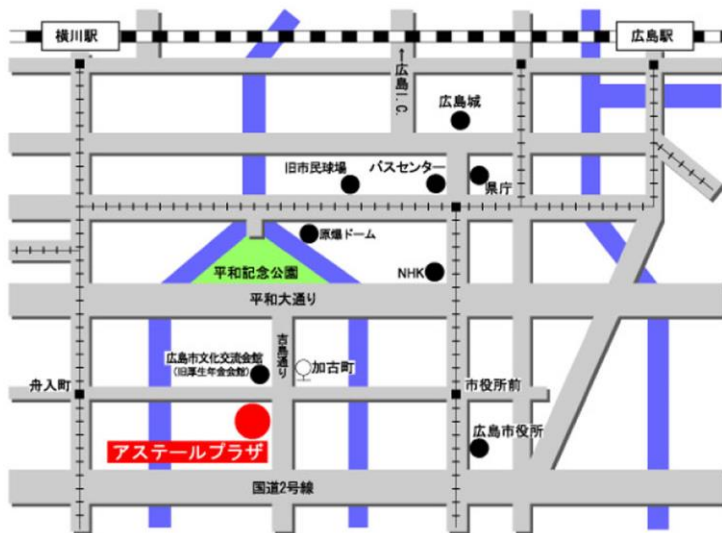 横川駅
広島駅
←広島I.C.
広島城
旧市民球場
バスセンター
県庁
原爆ドーム
平和記念公園
NHK
平和大通り
吉島通り
広島市文化交流会館
(旧厚生年金会館)
加古町
舟入町
市役所前
アステールプラザ
広島市役所
国道2号線